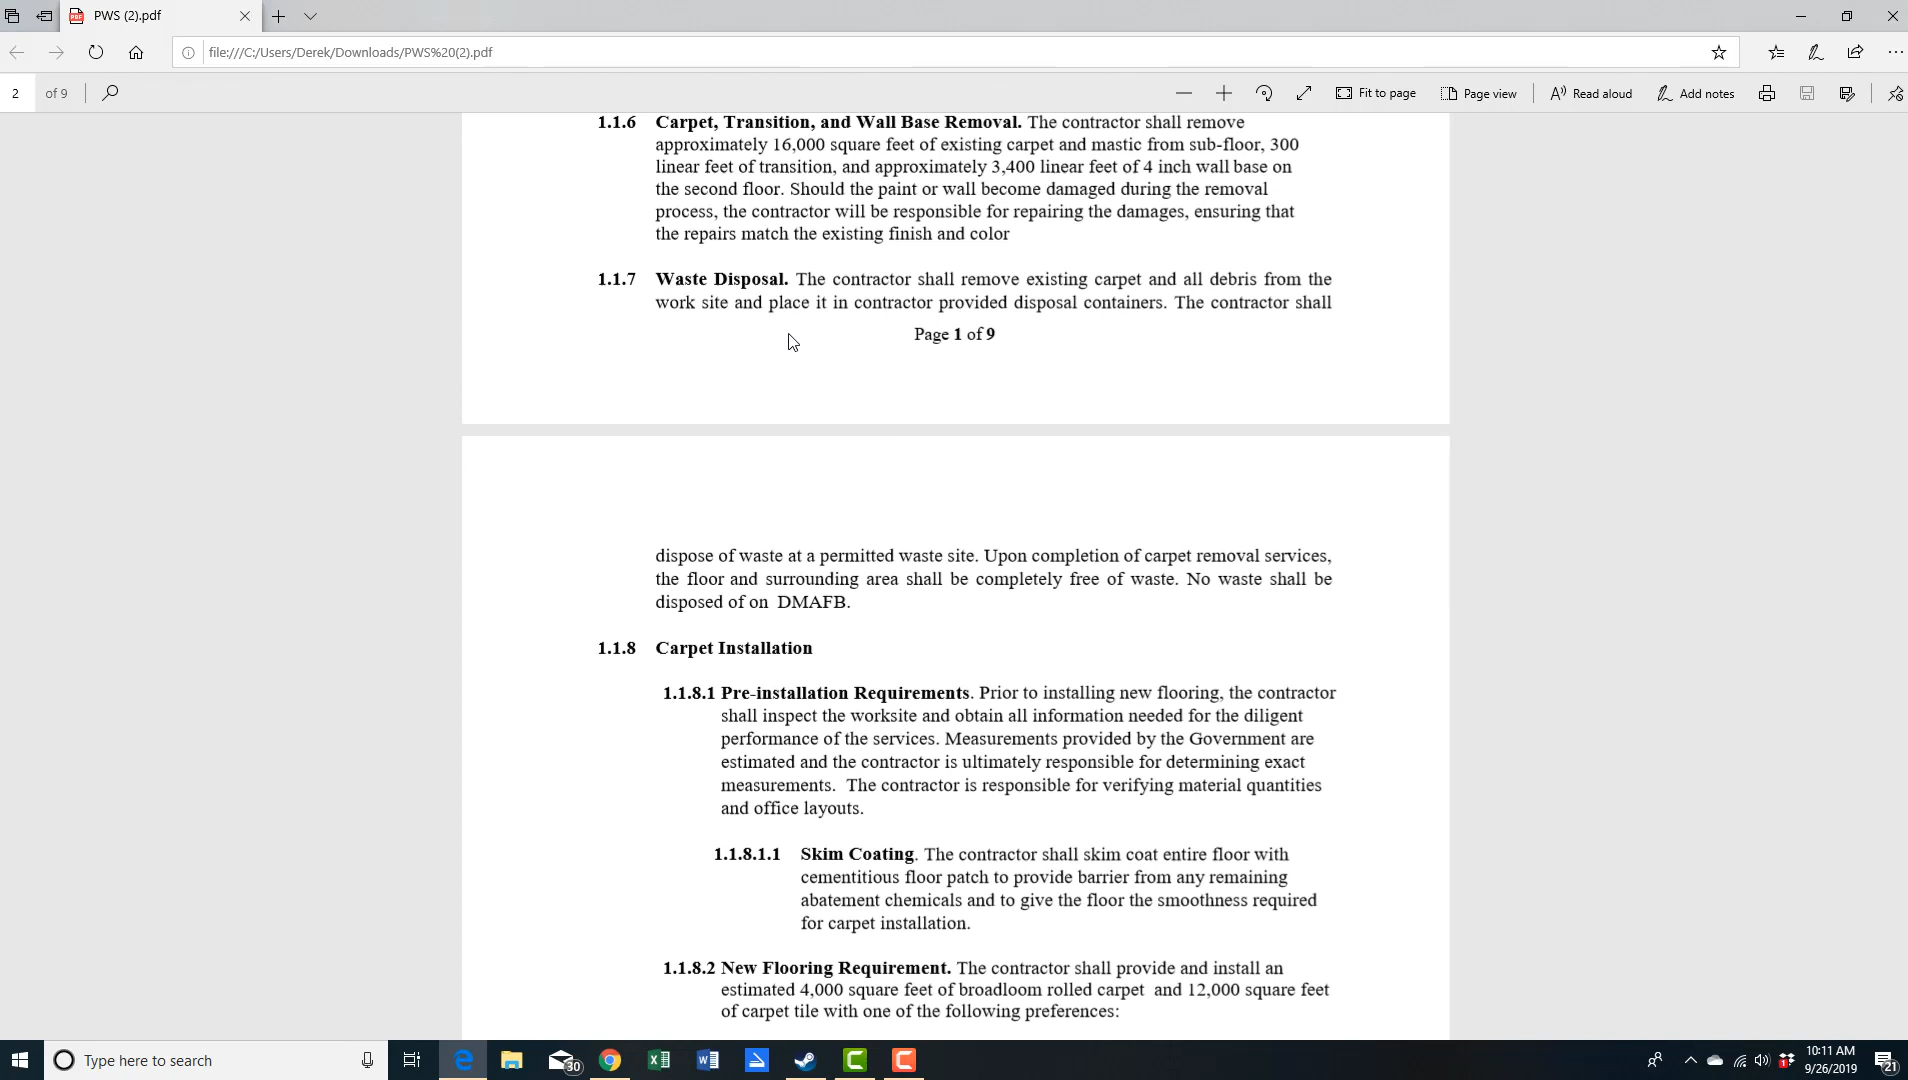 PWS (2).pdf
file:///C:/Users/Derek/Downloads/PWS%20(2).pdf
2 of 9
Fit to page
Page view
Read aloud
Add notes
1.1.6 Carpet, Transition, and Wall Base Removal. The contractor shall remove
approximately 16,000 square feet of existing carpet and mastic from sub-floor, 300
linear feet of transition, and approximately 3,400 linear feet of 4 inch wall base on
the second floor. Should the paint or wall become damaged during the removal
process, the contractor will be responsible for repairing the damages, ensuring that
the repairs match the existing finish and color
1.1.7 Waste Disposal. The contractor shall remove existing carpet and all debris from the
work site and place it in contractor provided disposal containers. The contractor shall
Page 1 of 9
dispose of waste at a permitted waste site. Upon completion of carpet removal services,
the floor and surrounding area shall be completely free of waste. No waste shall be
disposed of on DMAFB.
1.1.8 Carpet Installation
1.1.8.1 Pre-installation Requirements. Prior to installing new flooring, the contractor
shall inspect the worksite and obtain all information needed for the diligent
performance of the services. Measurements provided by the Government are
estimated and the contractor is ultimately responsible for determining exact
measurements. The contractor is responsible for verifying material quantities
and office layouts.
1.1.8.1.1 Skim Coating. The contractor shall skim coat entire floor with
cementitious floor patch to provide barrier from any remaining
abatement chemicals and to give the floor the smoothness required
for carpet installation.
1.1.8.2 New Flooring Requirement. The contractor shall provide and install an
estimated 4,000 square feet of broadloom rolled carpet and 12,000 square feet
of carpet tile with one of the following preferences:
Type here to search
30
10:11 AM
9/26/2019
21